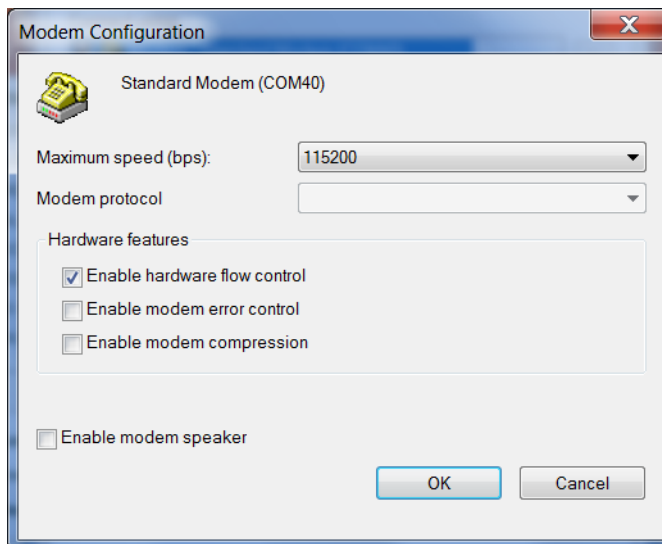 Modem Configuration
Standard Modem (COM40)
Maximum speed (bps): 115200
Modem protocol
Hardware features
Enable hardware flow control
Enable modem error control
Enable modem compression
Enable modem speaker
OK Cancel